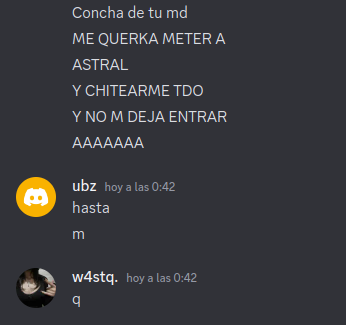 Concha de tu md
ME QUERKA METER A
ASTRAL
Y CHITEARME TDO
Y NO M DEJA ENTRAR
AAAAAAA
ubz hoy a las 0:42
hasta
m
w4stq. hoy a las 0:42
q